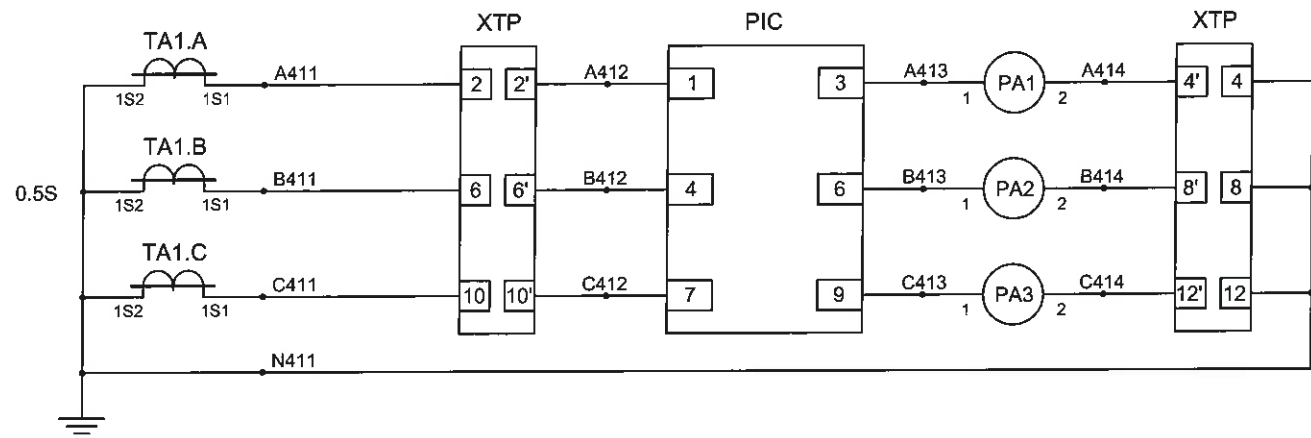 XTP PIC XTP
TA1.A
A411 2 2' A412 1 3 A413 PA1 A414 4' 4
1S2 1S1 1 2
TA1.B
0.5S B411 6 6' B412 4 6 B413 PA2 B414 8' 8
1S2 1S1 1 2
TA1.C
C411 10 10' C412 7 9 C413 PA3 C414 12' 12
1S2 1S1 1 2
N411